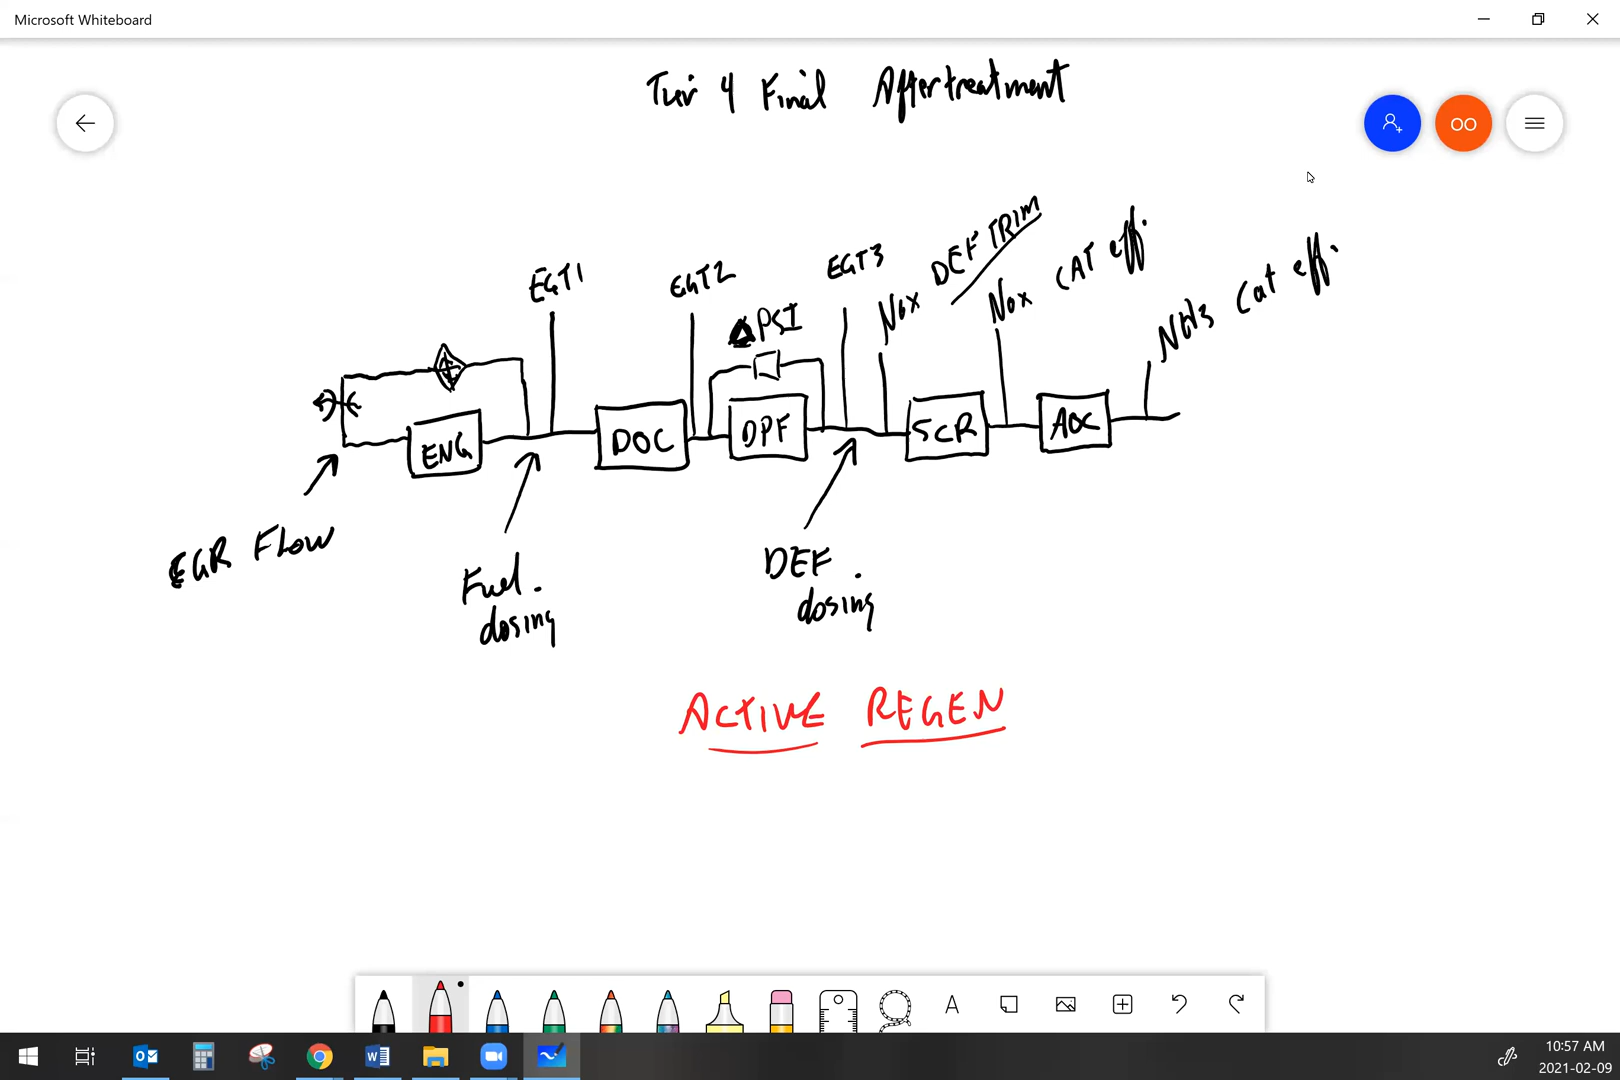 Microsoft Whiteboard
Tier 4 Final Aftertreatment
OO
EGT1
EGT2
ΔPSI
EGT3
NOx DEF TRIM
NOx CAT eff.
NH3 Cat eff.
ENG
DOC
DPF
SCR
AOC
EGR FLOW
Fuel dosing
DEF dosing
ACTIVE REGEN
A
10:57 AM
2021-02-09